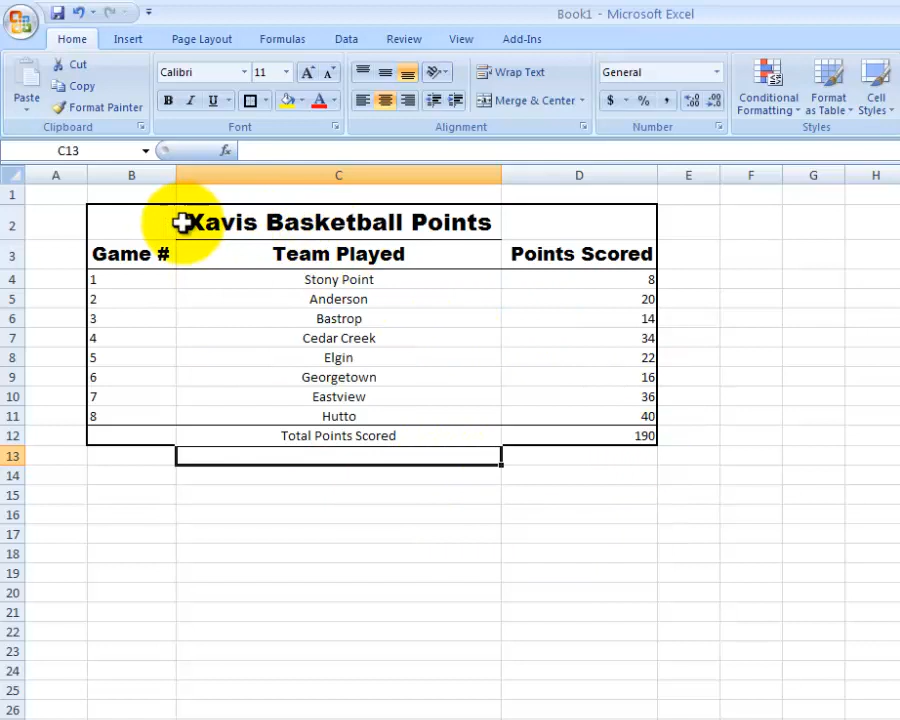 Book1 - Microsoft Excel
Home Insert Page Layout Formulas Data Review View Add-Ins
Paste Cut Copy Format Painter
Calibri 11 B I U A A A
Wrap Text
Merge & Center
General
$ % , .00 .00
Conditional Formatting Format as Table Cell Styles
Clipboard Font Alignment Number Styles
C13 fx
A B C D E F G H
1
2 Xavis Basketball Points
3 Game # Team Played Points Scored
4 1 Stony Point 8
5 2 Anderson 20
6 3 Bastrop 14
7 4 Cedar Creek 34
8 5 Elgin 22
9 6 Georgetown 16
10 7 Eastview 36
11 8 Hutto 40
12 Total Points Scored 190
13
14
15
16
17
18
19
20
21
22
23
24
25
26